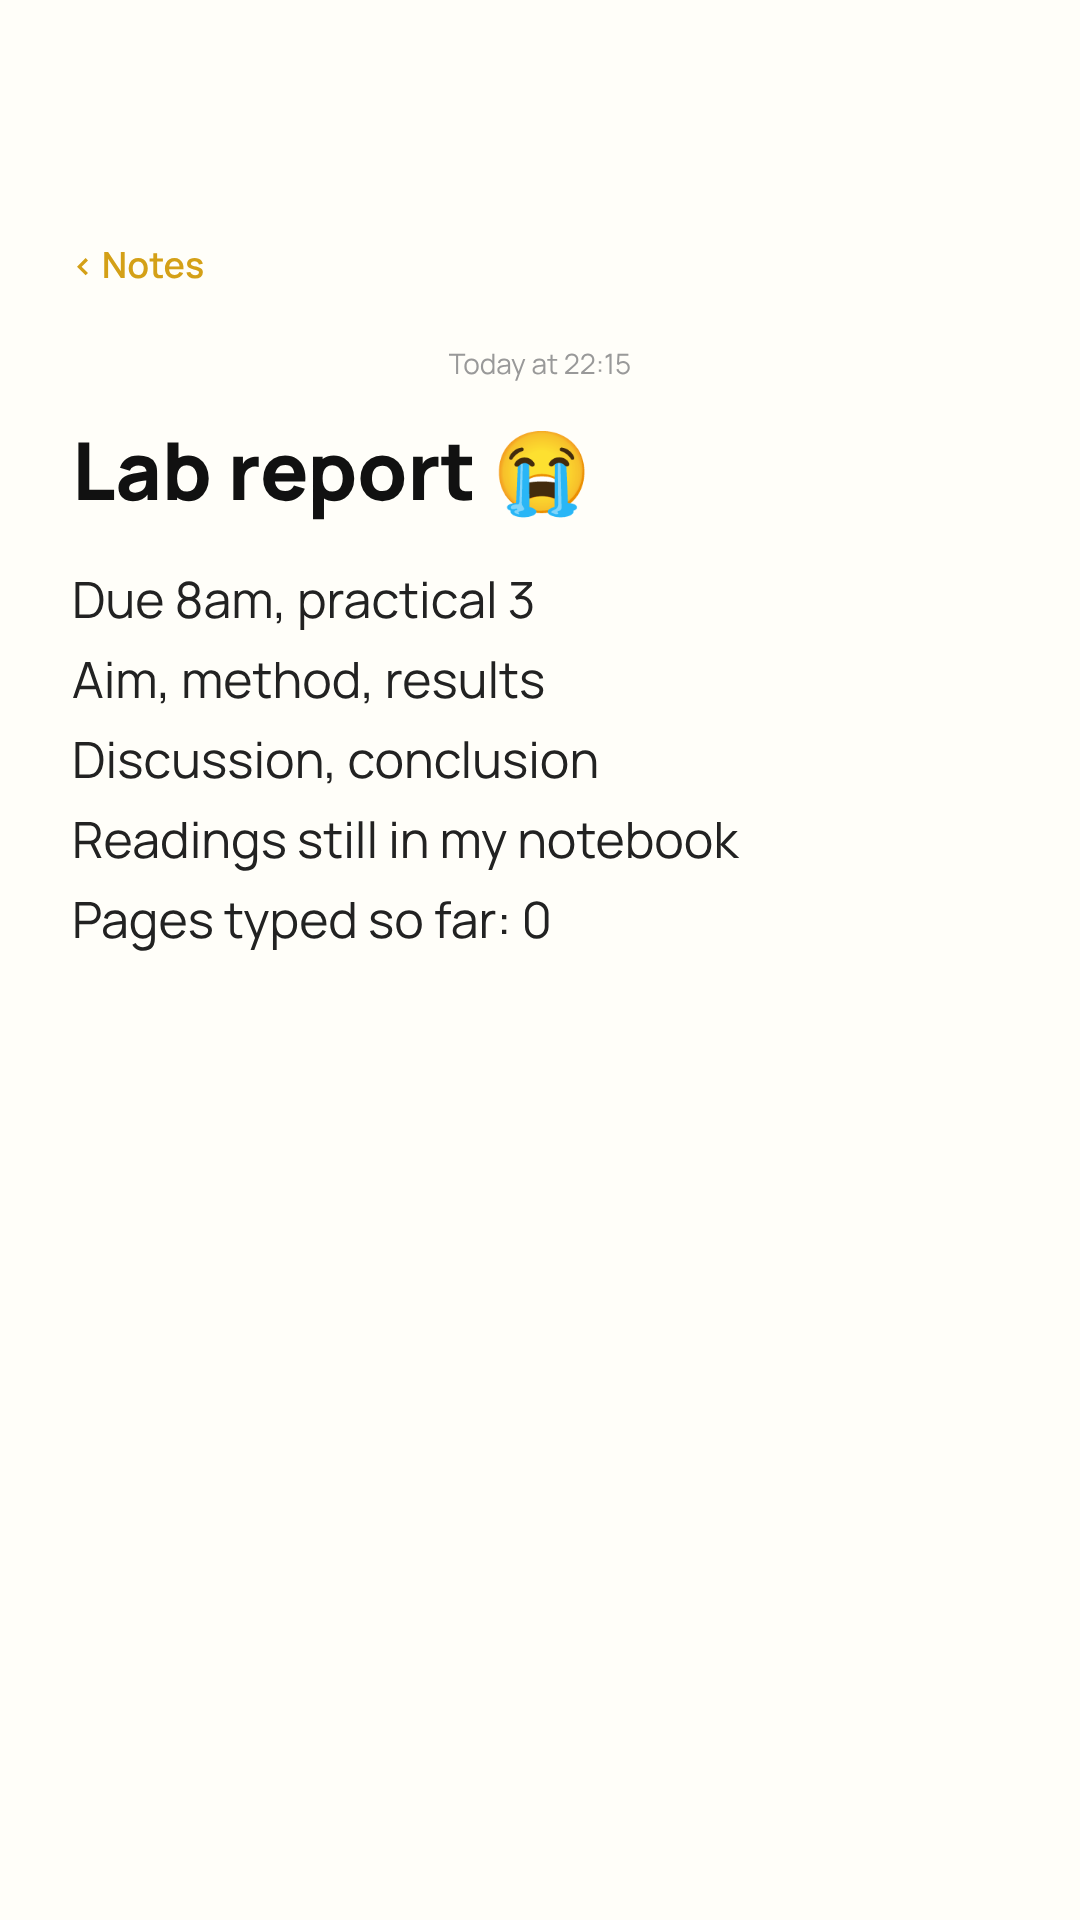 ‹ Notes
Today at 22:15
Lab report 😭
Due 8am, practical 3
Aim, method, results
Discussion, conclusion
Readings still in my notebook
Pages typed so far: 0